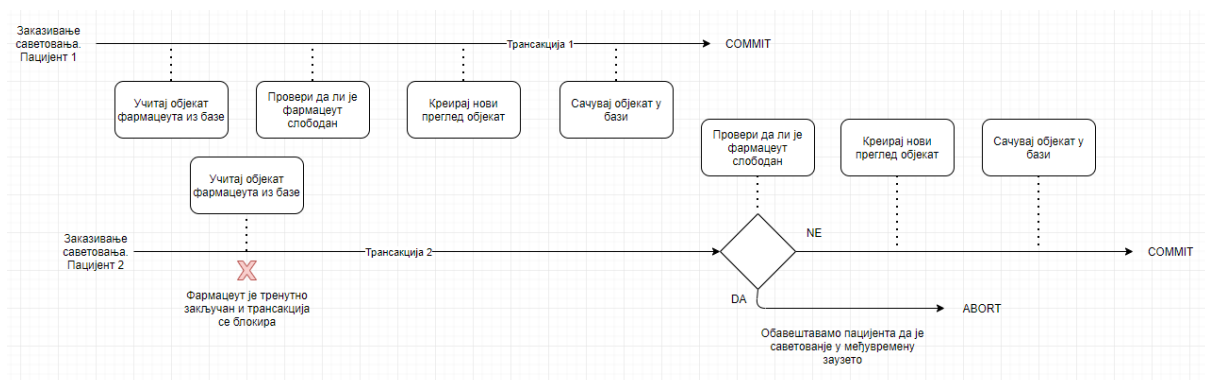 Заказивање
саветовања.
Пацијент 1
Трансакција 1
COMMIT
Учитај објекат
фармацеута из базе
Провери да ли је
фармацеут
слободан
Креирај нови
преглед објекат
Сачувај објекат у
бази
Учитај објекат
фармацеута из базе
Провери да ли је
фармацеут
слободан
Креирај нови
преглед објекат
Сачувај објекат у
бази
Заказивање
саветовања.
Пацијент 2
Трансакција 2
NE
COMMIT
Фармацеут је тренутно
закључан и трансакција
се блокира
DA
ABORT
Обавештавамо пацијента да је
саветованје у међувремену
заузето